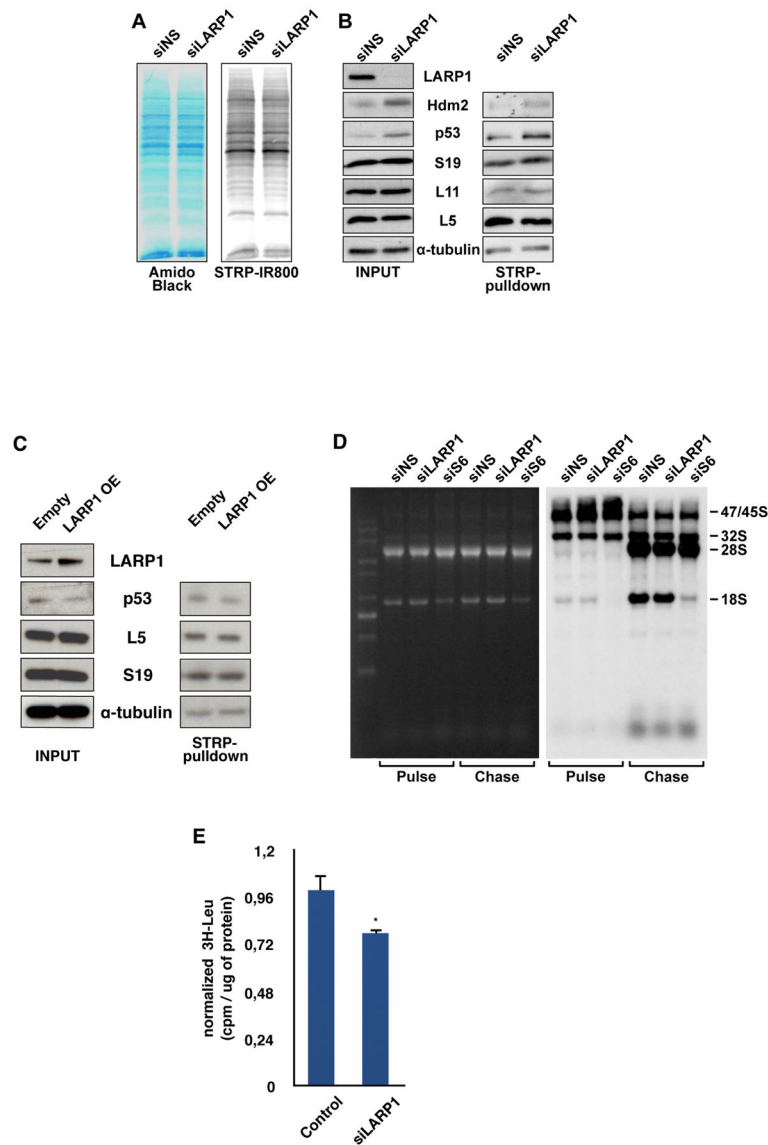 A
siNS
siLARP1
siNS
siLARP1
Amido
Black
STRP-IR800
B
siNS
siLARP1
siNS
siLARP1
LARP1
Hdm2
p53
S19
L11
L5
α-tubulin
INPUT
STRP-
pulldown
C
Empty
LARP1 OE
Empty
LARP1 OE
LARP1
p53
L5
S19
α-tubulin
INPUT
STRP-
pulldown
D
siNS
siLARP1
siS6
siNS
siLARP1
siS6
siNS
siLARP1
siS6
siNS
siLARP1
siS6
47/45S
32S
28S
18S
Pulse
Chase
Pulse
Chase
E
normalized 3H-Leu
(cpm / ug of protein)
1,2
0,96
0,72
0,48
0,24
0
*
Control
siLARP1